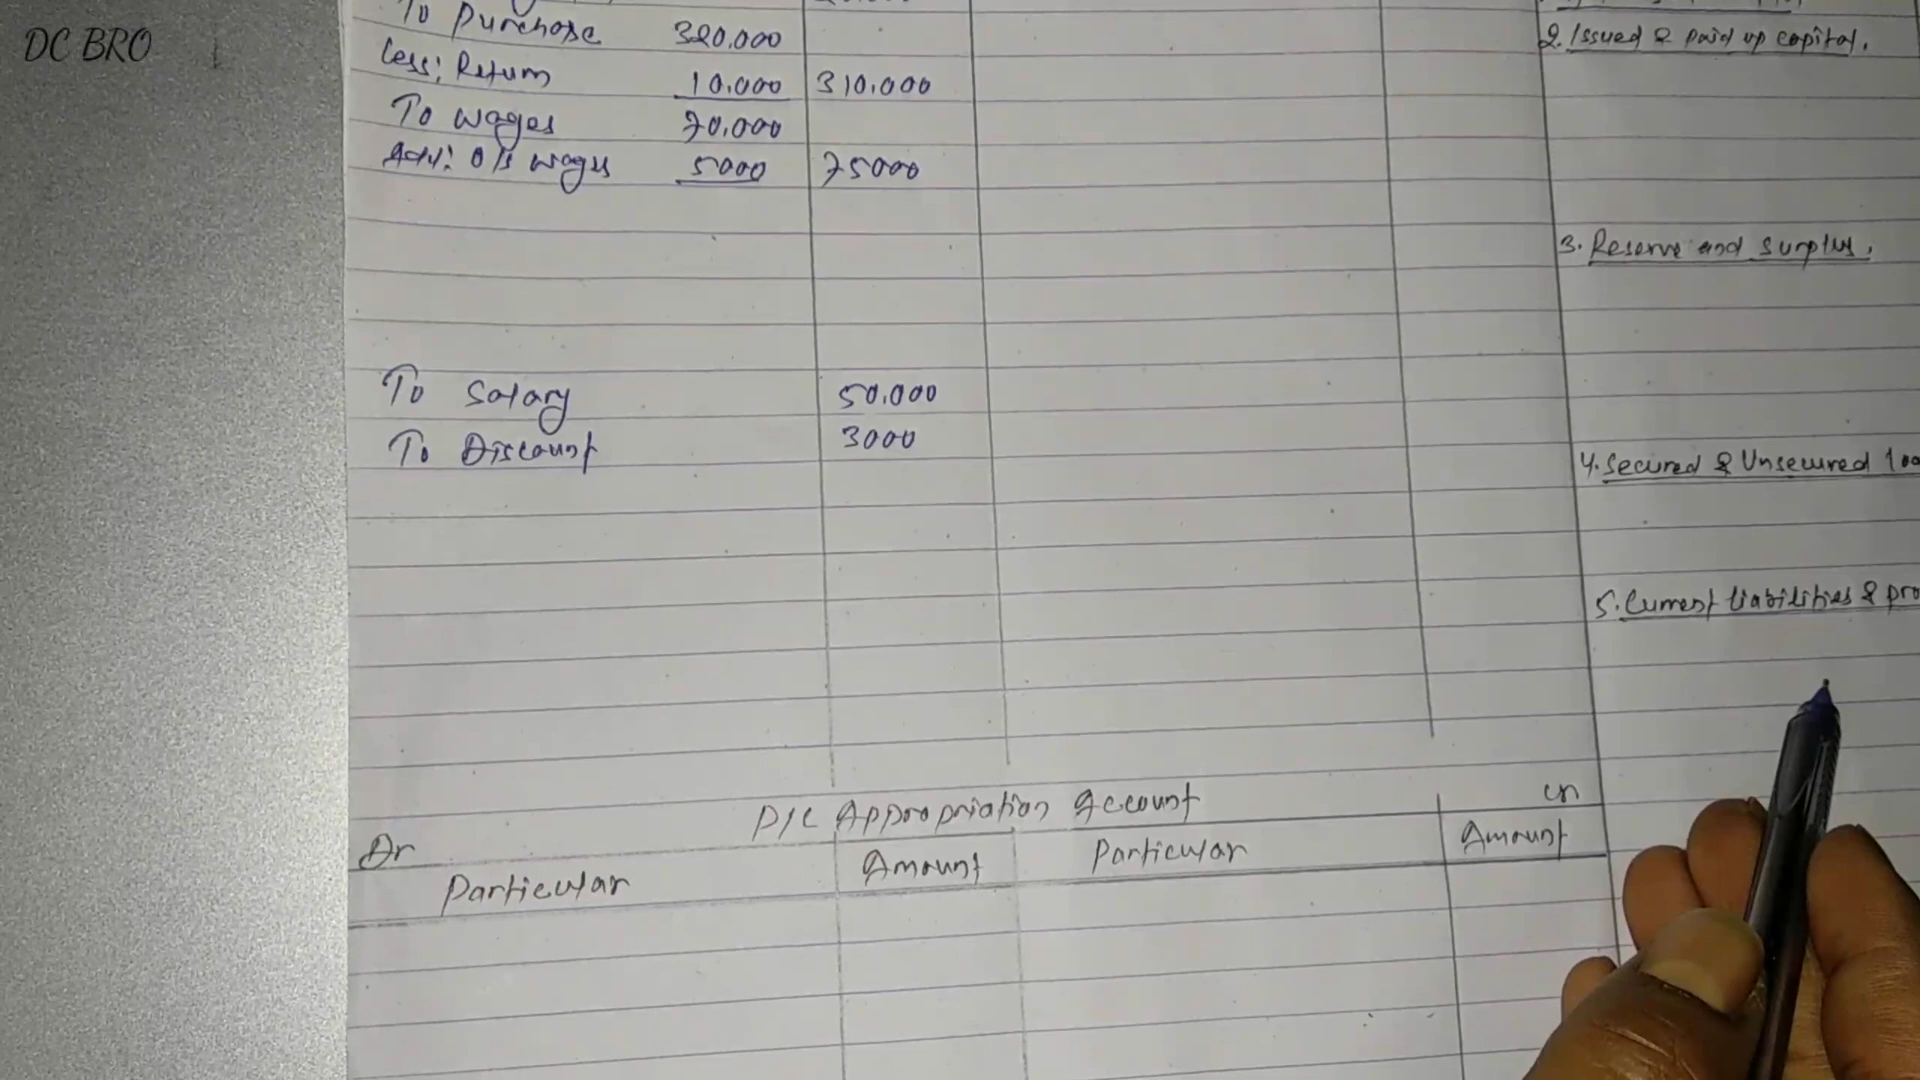 DC BRO
To Purchase 320.000
Less: Return 10.000 310.000
To wages 70.000
Add: O/s wages 5000 75000
To Salary 50.000
To Discount 3000
P/L Appropriation Account
Dr Cr
Particular Amount Particular Amount
2. Issued & paid up capital.
3. Reserve and surplus.
4. Secured & Unsecured loa
5. Current liabilities & pro